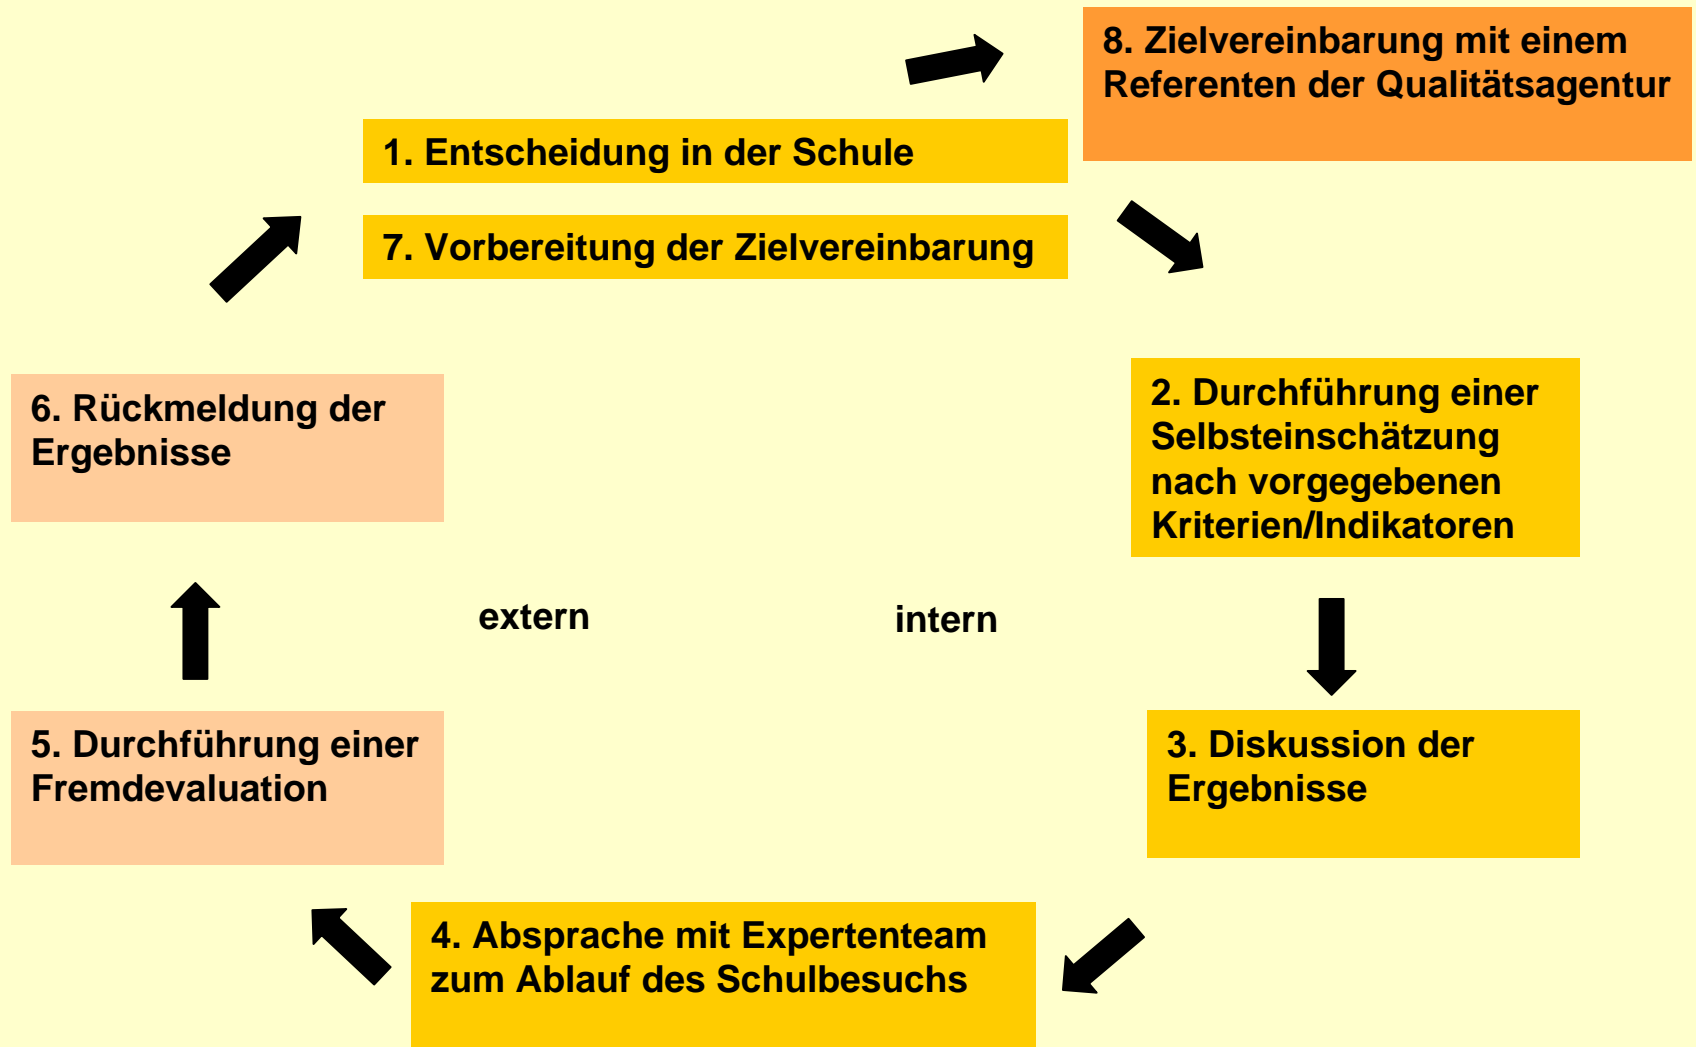 8. Zielvereinbarung mit einem
Referenten der Qualitätsagentur
1. Entscheidung in der Schule
7. Vorbereitung der Zielvereinbarung
6. Rückmeldung der
Ergebnisse
2. Durchführung einer
Selbsteinschätzung
nach vorgegebenen
Kriterien/Indikatoren
extern
intern
5. Durchführung einer
Fremdevaluation
3. Diskussion der
Ergebnisse
4. Absprache mit Expertenteam
zum Ablauf des Schulbesuchs